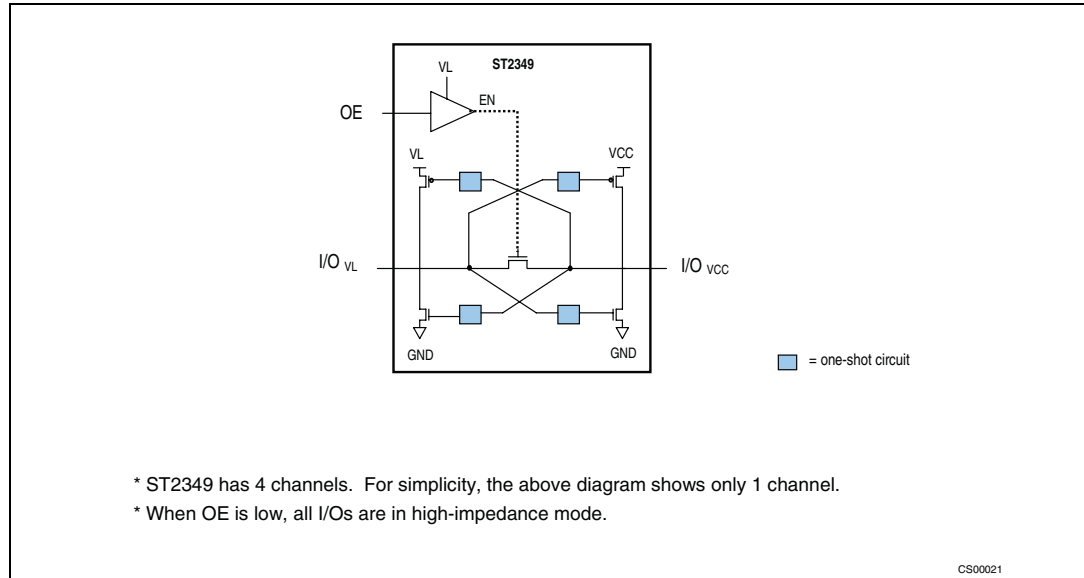 ST2349
VL
EN
OE
VL
VCC
I/O VL
I/O VCC
GND
GND
= one-shot circuit
* ST2349 has 4 channels. For simplicity, the above diagram shows only 1 channel.
* When OE is low, all I/Os are in high-impedance mode.
CS00021